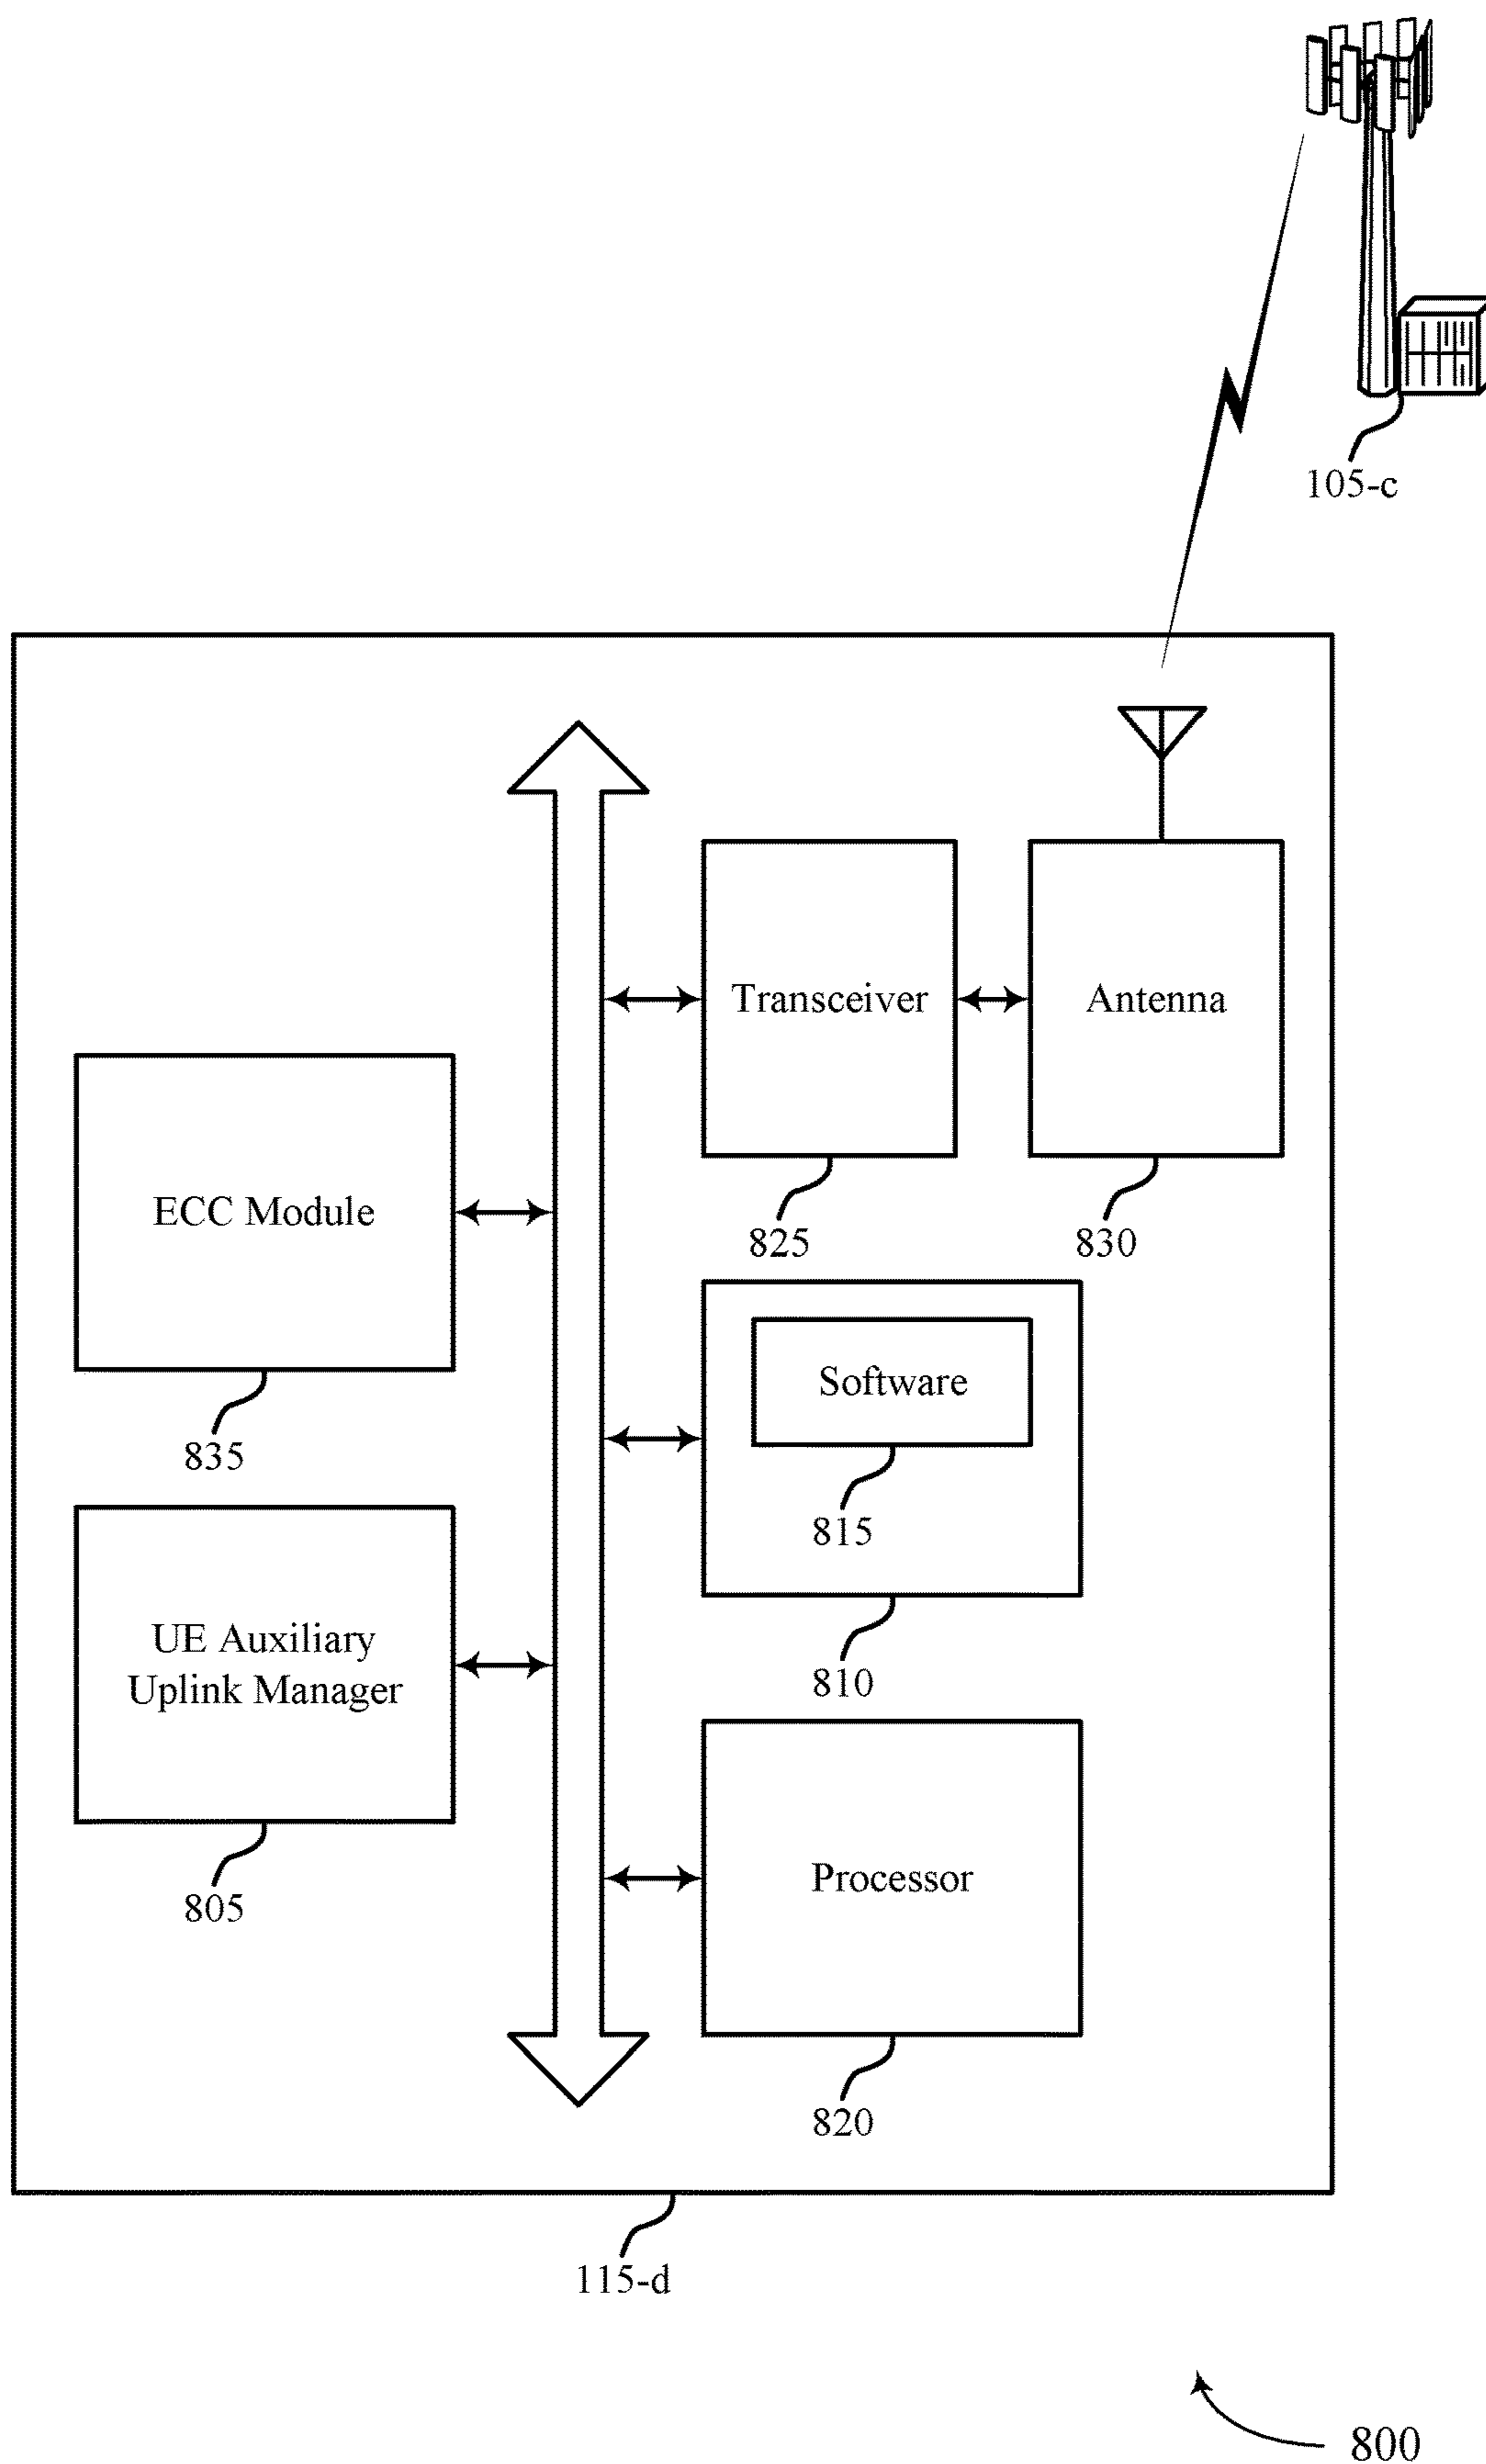 105-c
Transceiver
Antenna
825
830
ECC Module
835
Software
815
810
UE Auxiliary
Uplink Manager
805
Processor
820
115-d
800